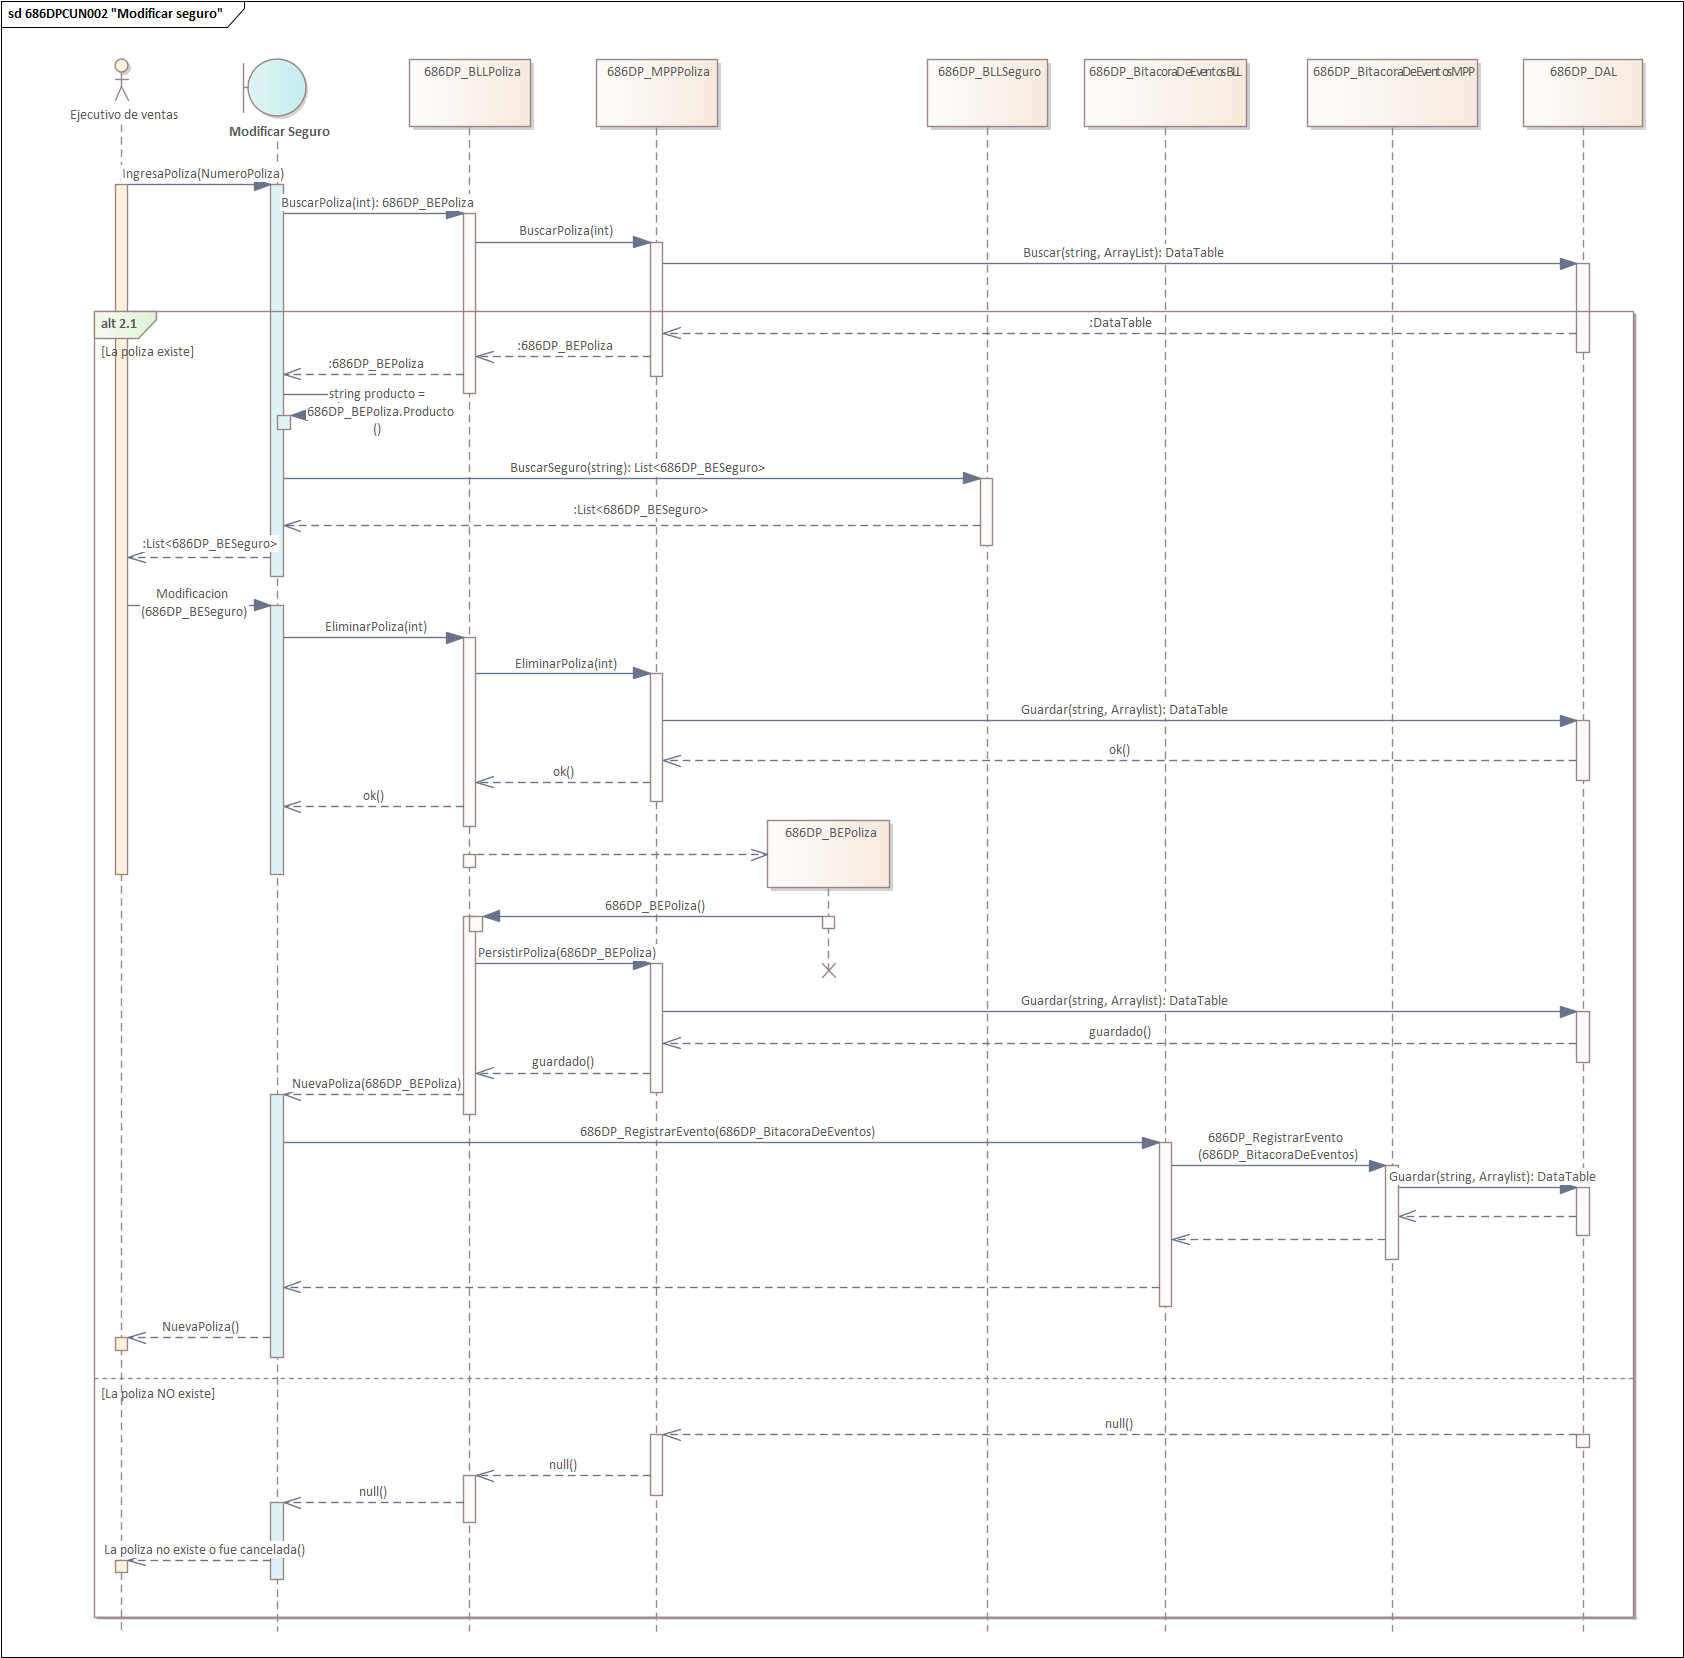 sd 686DPCUN002 "Modificar seguro"
Ejecutivo de ventas
Modificar Seguro
686DP_BLLPoliza
686DP_MPPPoliza
686DP_BLLSeguro
686DP_BitacoraDeEventosBLL
686DP_BitacoraDeEventosMPP
686DP_DAL
IngresaPoliza(NumeroPoliza)
BuscarPoliza(int): 686DP_BEPoliza
BuscarPoliza(int)
Buscar(string, ArrayList): DataTable
alt 2.1
[La poliza existe]
:DataTable
:686DP_BEPoliza
:686DP_BEPoliza
string producto =
686DP_BEPoliza.Producto
()
BuscarSeguro(string): List<686DP_BESeguro>
:List<686DP_BESeguro>
:List<686DP_BESeguro>
Modificacion
(686DP_BESeguro)
EliminarPoliza(int)
EliminarPoliza(int)
Guardar(string, Arraylist): DataTable
ok()
ok()
ok()
686DP_BEPoliza
686DP_BEPoliza()
PersistirPoliza(686DP_BEPoliza)
Guardar(string, Arraylist): DataTable
guardado()
guardado()
NuevaPoliza(686DP_BEPoliza)
686DP_RegistrarEvento(686DP_BitacoraDeEventos)
686DP_RegistrarEvento
(686DP_BitacoraDeEventos)
Guardar(string, Arraylist): DataTable
NuevaPoliza()
[La poliza NO existe]
null()
null()
null()
La poliza no existe o fue cancelada()